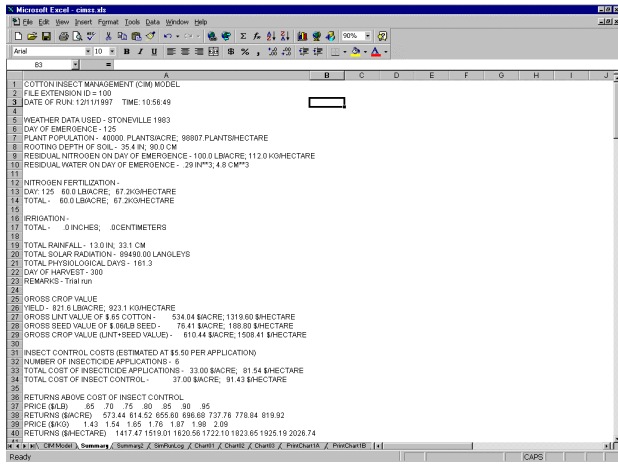 Microsoft Excel - cimss.xls
File Edit View Insert Format Tools Data Window Help
90%
Arial 10 B I U $ % ,
B3 =
A B C D E F G H I J
1 COTTON INSECT MANAGEMENT (CIM) MODEL
2 FILE EXTENSION ID = 100
3 DATE OF RUN: 12/11/1997 TIME: 10:56:49
4
5 WEATHER DATA USED - STONEVILLE 1983
6 DAY OF EMERGENCE - 125
7 PLANT POPULATION - 40000. PLANTS/ACRE; 98807.PLANTS/HECTARE
8 ROOTING DEPTH OF SOIL - 35.4 IN; 90.0 CM
9 RESIDUAL NITROGEN ON DAY OF EMERGENCE - 100.0 LB/ACRE; 112.0 KG/HECTARE
10 RESIDUAL WATER ON DAY OF EMERGENCE - .29 IN**3; 4.8 CM**3
11
12 NITROGEN FERTILIZATION -
13 DAY: 125 60.0 LB/ACRE; 67.2KG/HECTARE
14 TOTAL - 60.0 LB/ACRE; 67.2KG/HECTARE
15
16 IRRIGATION -
17 TOTAL - .0 INCHES; .0CENTIMETERS
18
19 TOTAL RAINFALL - 13.0 IN; 33.1 CM
20 TOTAL SOLAR RADIATION - 89490.00 LANGLEYS
21 TOTAL PHYSIOLOGICAL DAYS - 161.3
22 DAY OF HARVEST - 300
23 REMARKS - Trial run
24
25 GROSS CROP VALUE
26 YIELD - 821.6 LB/ACRE; 923.1 KG/HECTARE
27 GROSS LINT VALUE OF $.65 COTTON - 534.04 $/ACRE; 1319.60 $/HECTARE
28 GROSS SEED VALUE OF $.06/LB SEED - 76.41 $/ACRE; 188.80 $/HECTARE
29 GROSS CROP VALUE (LINT+SEED VALUE) - 610.44 $/ACRE; 1508.41 $/HECTARE
30
31 INSECT CONTROL COSTS (ESTIMATED AT $5.50 PER APPLICATION)
32 NUMBER OF INSECTICIDE APPLICATIONS - 6
33 TOTAL COST OF INSECTICIDE APPLICATIONS - 33.00 $/ACRE; 81.54 $/HECTARE
34 TOTAL COST OF INSECT CONTROL - 37.00 $/ACRE; 91.43 $/HECTARE
35
36 RETURNS ABOVE COST OF INSECT CONTROL
37 PRICE ($/LB) .65 .70 .75 .80 .85 .90 .95
38 RETURNS ($/ACRE) 573.44 614.52 655.60 696.68 737.76 778.84 819.92
39 PRICE ($/KG) 1.43 1.54 1.65 1.76 1.87 1.98 2.09
40 RETURNS ($/HECTARE) 1417.47 1519.01 1620.56 1722.10 1823.65 1925.19 2026.74
CIM Model Summary Summary2 SimRunLog Chart01 Chart02 Chart03 PrintChart1A PrintChart1B
Ready CAPS